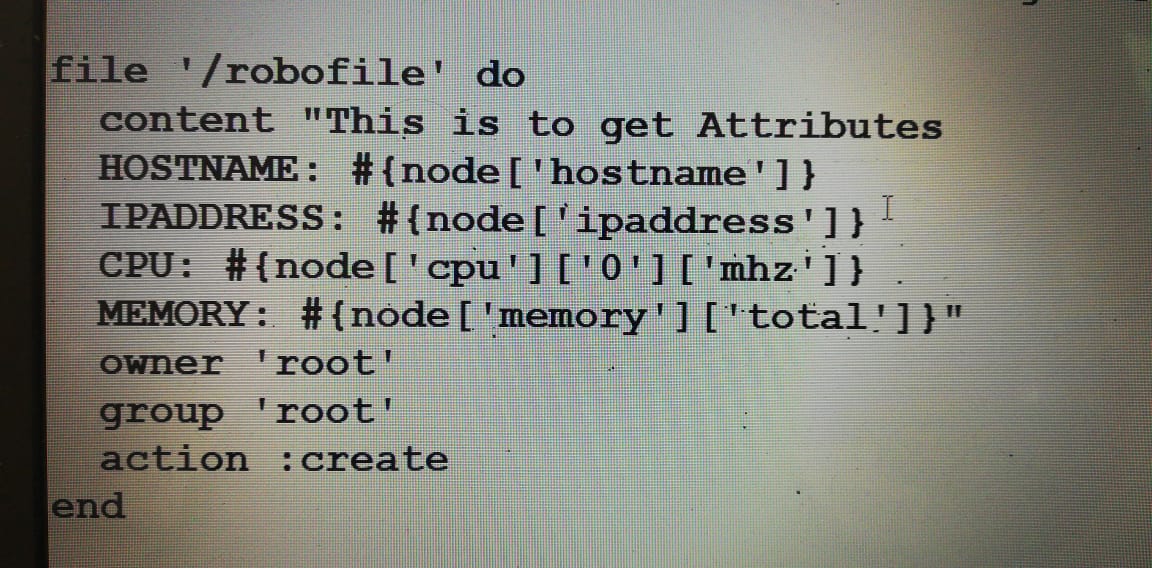 file '/robofile' do
  content "This is to get Attributes
  HOSTNAME: #{node['hostname']}
  IPADDRESS: #{node['ipaddress']}
  CPU: #{node['cpu']['0']['mhz']}
  MEMORY: #{node['memory']['total']}"
  owner 'root'
  group 'root'
  action :create
end